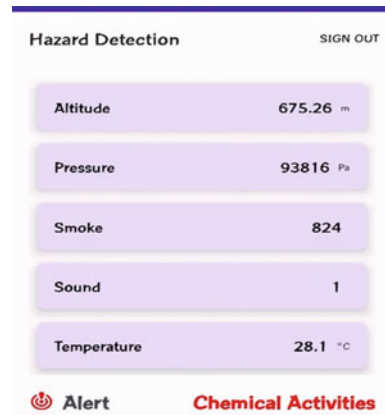 Hazard Detection SIGN OUT
Altitude 675.26 m
Pressure 93816 Pa
Smoke 824
Sound 1
Temperature 28.1 °C
Alert Chemical Activities